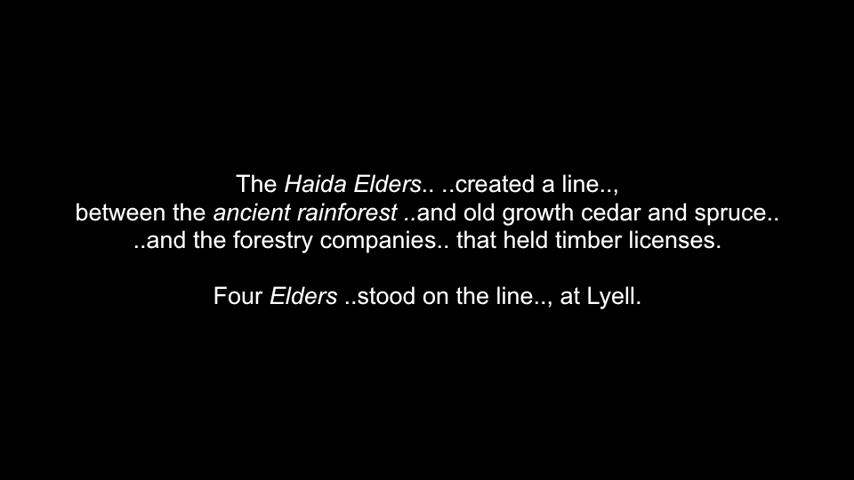 The Haida Elders.. ..created a line..,
between the ancient rainforest ..and old growth cedar and spruce..
..and the forestry companies.. that held timber licenses.
Four Elders ..stood on the line.., at Lyell.